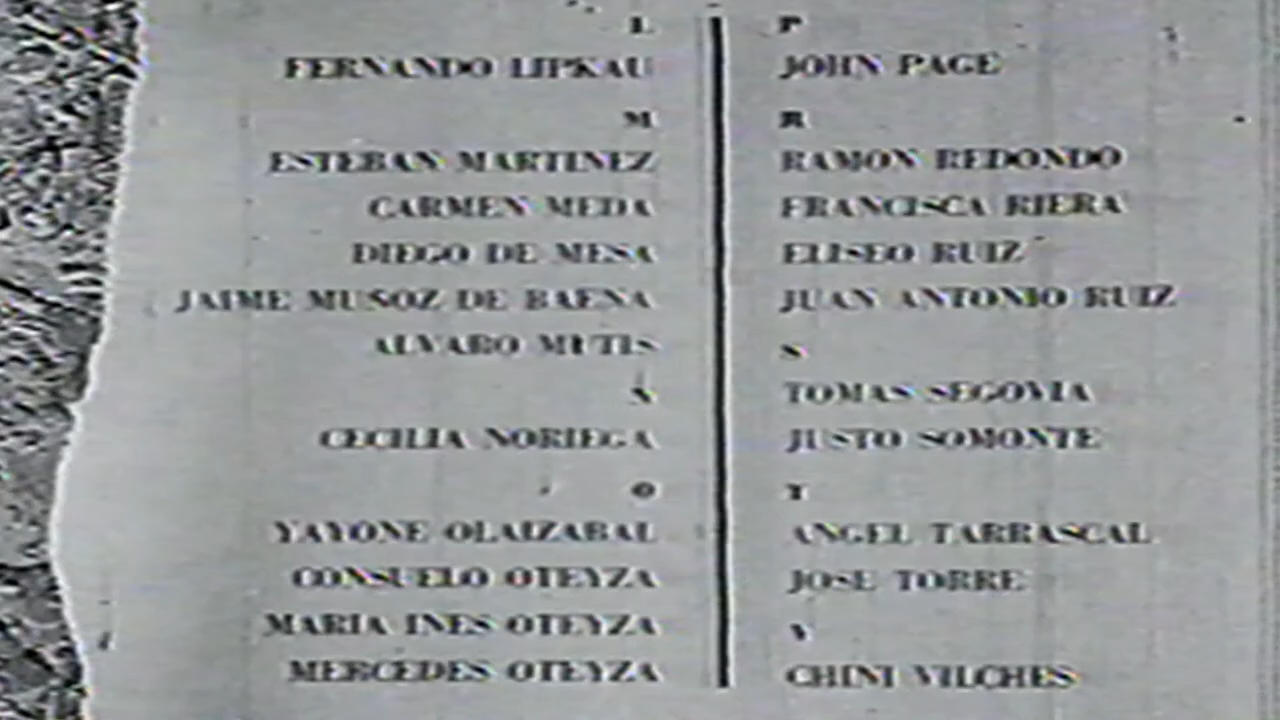 L
FERNANDO LIPKAU
M
ESTEBAN MARTINEZ
CARMEN MEDA
DIEGO DE MESA
JAIME MUÑOZ DE BAENA
ALVARO MUTIS
N
CECILIA NORIEGA
O
YAYONE OLAIZABAL
CONSUELO OTEYZA
MARIA INES OTEYZA
MERCEDES OTEYZA
P
JOHN PAGE
R
RAMON REDONDO
FRANCISCA RIERA
ELISEO RUIZ
JUAN ANTONIO RUIZ
S
TOMAS SEGOVIA
JUSTO SOMONTE
T
ANGEL TARRASCAL
JOSE TORRE
V
CHINI VILCHES